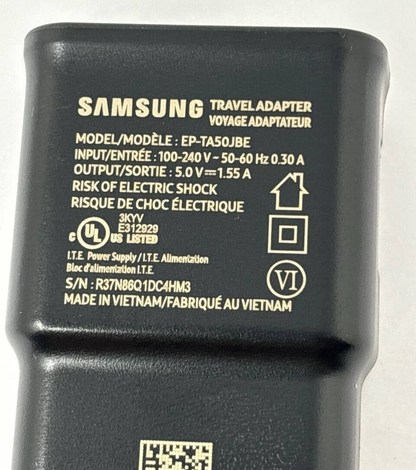 SAMSUNG TRAVEL ADAPTER
VOYAGE ADAPTATEUR
MODEL/MODÈLE : EP-TA50JBE
INPUT/ENTRÉE : 100-240 V ~ 50-60 Hz 0.30 A
OUTPUT/SORTIE : 5.0 V⎓1.55 A
RISK OF ELECTRIC SHOCK
RISQUE DE CHOC ÉLECTRIQUE
3KYV
E312929
c UL US LISTED
I.T.E. Power Supply / I.T.E. Alimentation
Bloc d'alimentation I.T.E.
VI
S/N : R37N86Q1DC4HM3
MADE IN VIETNAM/FABRIQUÉ AU VIETNAM